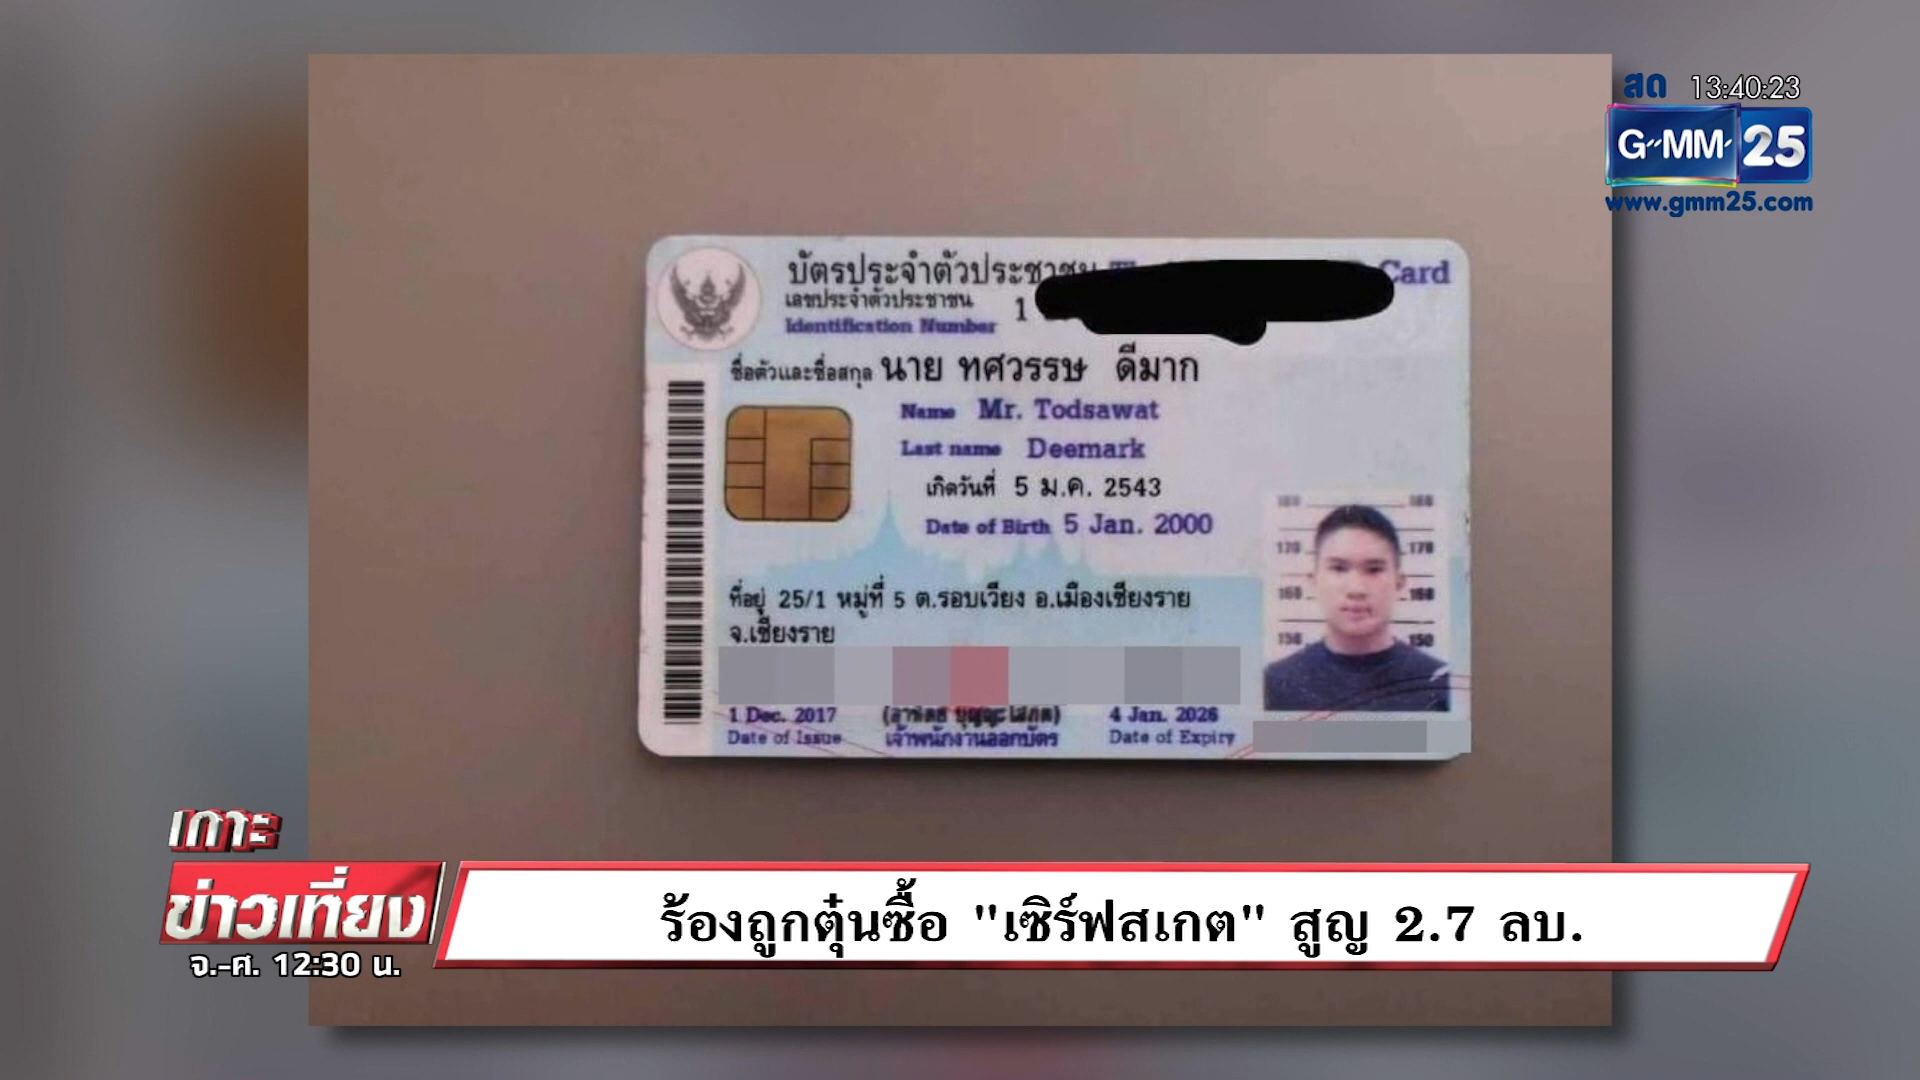 สด 13:40:23
GMM 25
www.gmm25.com
บัตรประจำตัวประชาชน
Card
เลขประจำตัวประชาชน
Identification Number
1
ชื่อตัวและชื่อสกุล นาย ทศวรรษ ดีมาก
Name Mr. Todsawat
Last name Deemark
เกิดวันที่ 5 ม.ค. 2543
Date of Birth 5 Jan. 2000
ที่อยู่ 25/1 หมู่ที่ 5 ต.รอบเวียง อ.เมืองเชียงราย
จ.เชียงราย
180 180
170 170
160 160
150 150
1 Dec. 2017
Date of Issue
เจ้าพนักงานออกบัตร
4 Jan. 2026
Date of Expiry
เกาะ
ข่าวเที่ยง
จ.-ศ. 12:30 น.
ร้องถูกตุ๋นซื้อ "เซิร์ฟสเกต" สูญ 2.7 ลบ.